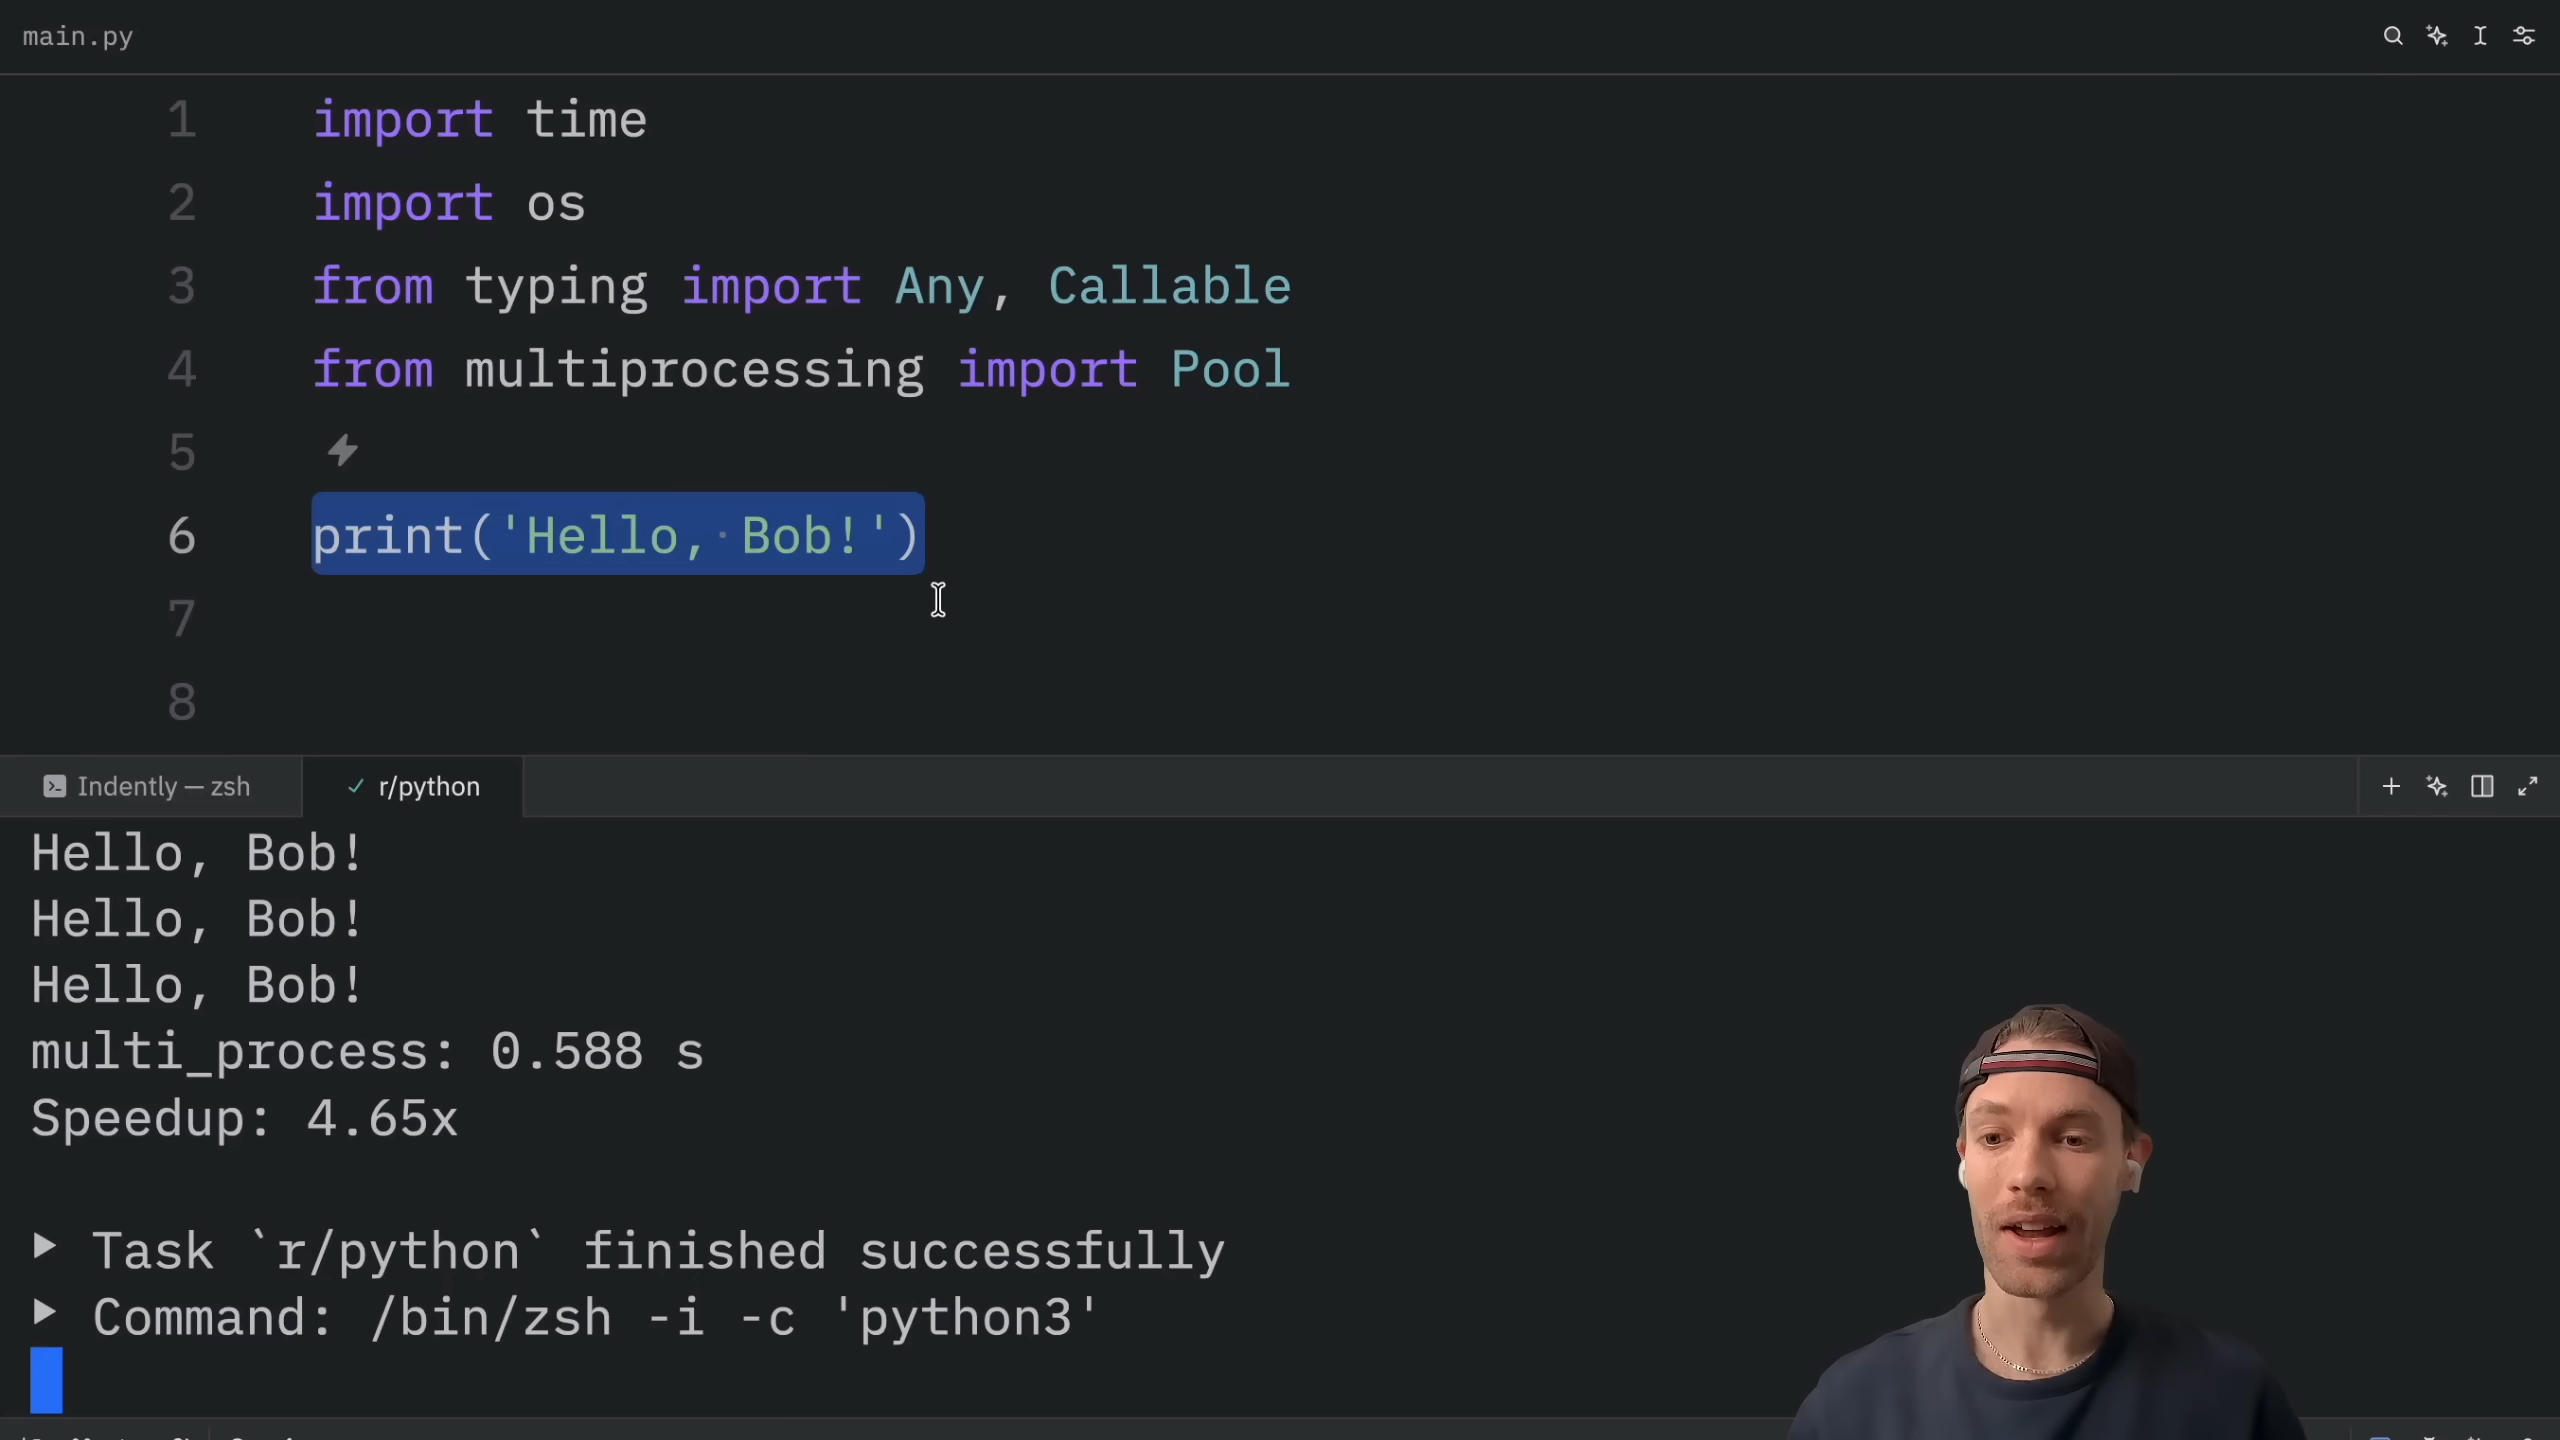 main.py
1 import time
2 import os
3 from typing import Any, Callable
4 from multiprocessing import Pool
5
6 print('Hello, Bob!')
7
8
Indently — zsh
r/python
Hello, Bob!
Hello, Bob!
Hello, Bob!
multi_process: 0.588 s
Speedup: 4.65x
Task `r/python` finished successfully
Command: /bin/zsh -i -c 'python3'